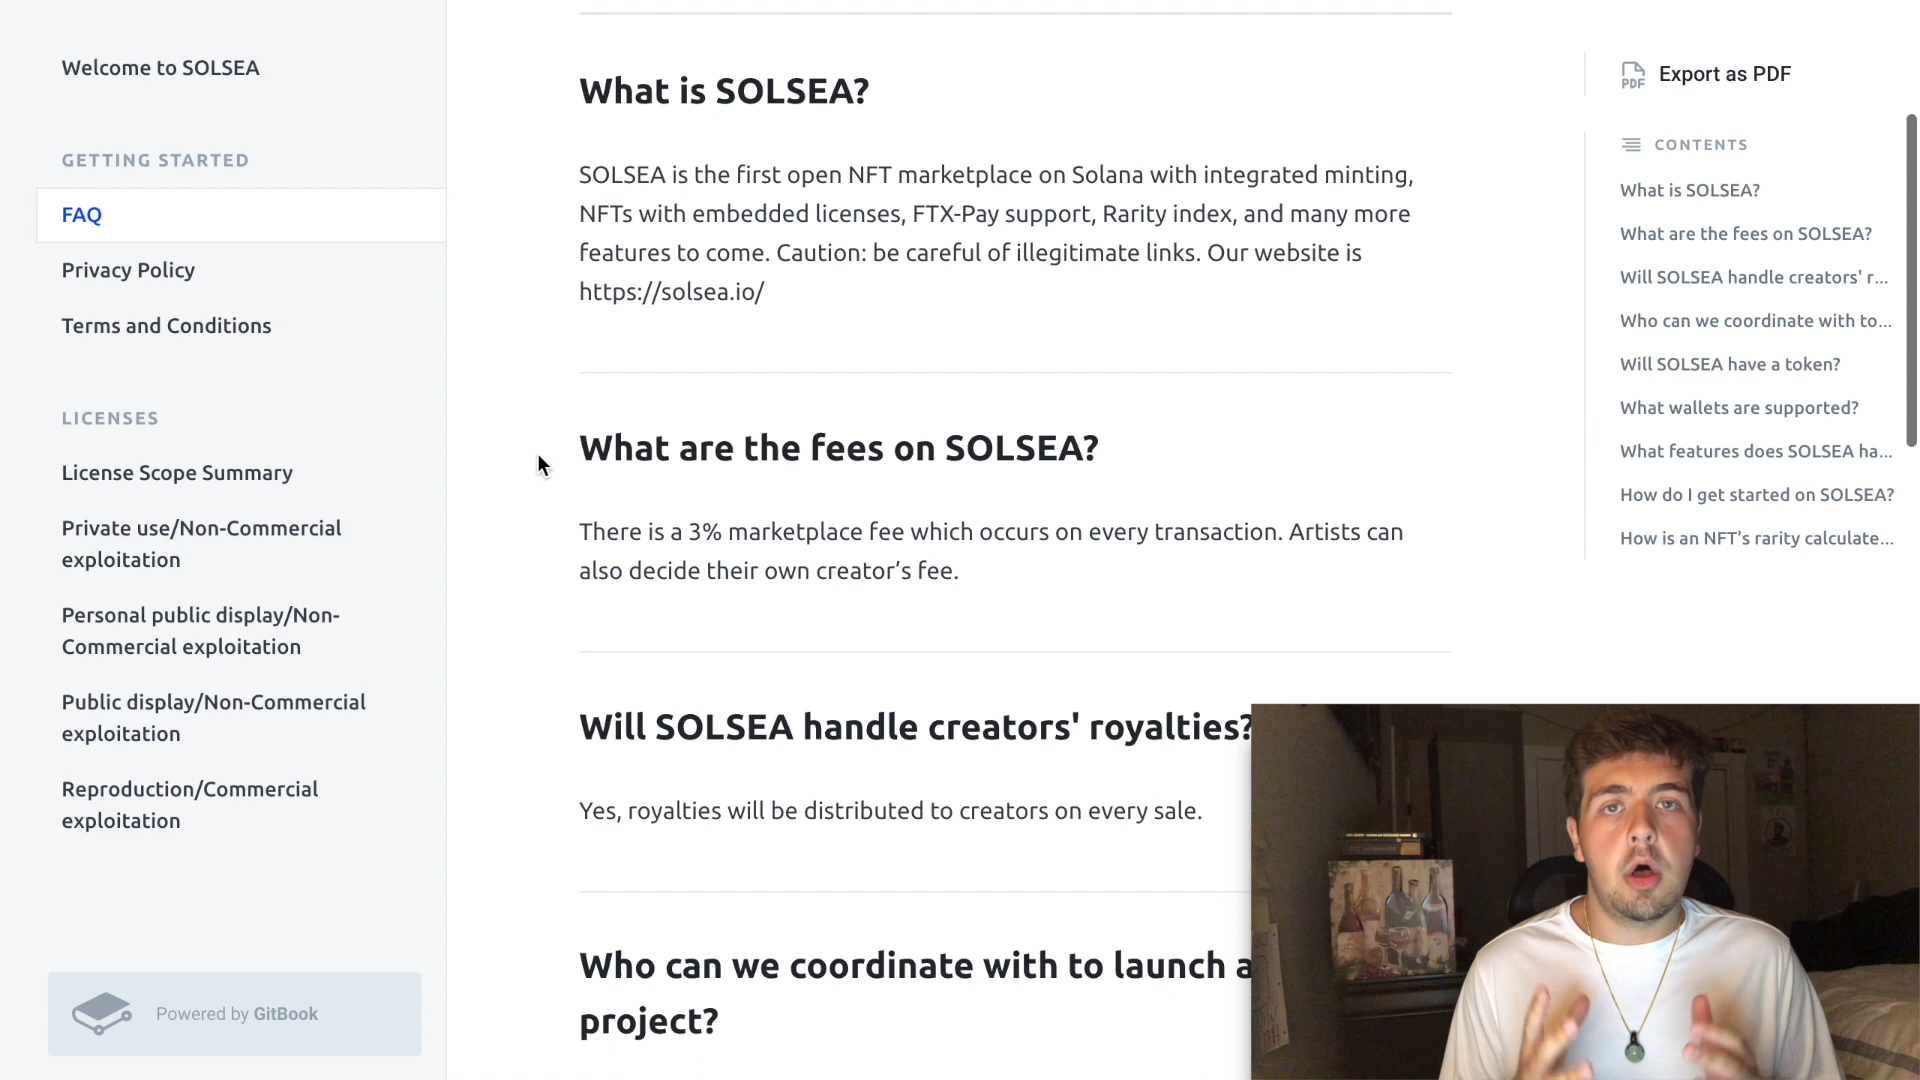 Welcome to SOLSEA
GETTING STARTED
FAQ
Privacy Policy
Terms and Conditions
LICENSES
License Scope Summary
Private use/Non-Commercial
exploitation
Personal public display/Non-
Commercial exploitation
Public display/Non-Commercial
exploitation
Reproduction/Commercial
exploitation
Powered by GitBook
What is SOLSEA?
SOLSEA is the first open NFT marketplace on Solana with integrated minting,
NFTs with embedded licenses, FTX-Pay support, Rarity index, and many more
features to come. Caution: be careful of illegitimate links. Our website is
https://solsea.io/
What are the fees on SOLSEA?
There is a 3% marketplace fee which occurs on every transaction. Artists can
also decide their own creator’s fee.
Will SOLSEA handle creators' royalties?
Yes, royalties will be distributed to creators on every sale.
Who can we coordinate with to launch a
project?
PDF
Export as PDF
CONTENTS
What is SOLSEA?
What are the fees on SOLSEA?
Will SOLSEA handle creators' r...
Who can we coordinate with to...
Will SOLSEA have a token?
What wallets are supported?
What features does SOLSEA ha...
How do I get started on SOLSEA?
How is an NFT’s rarity calculate...